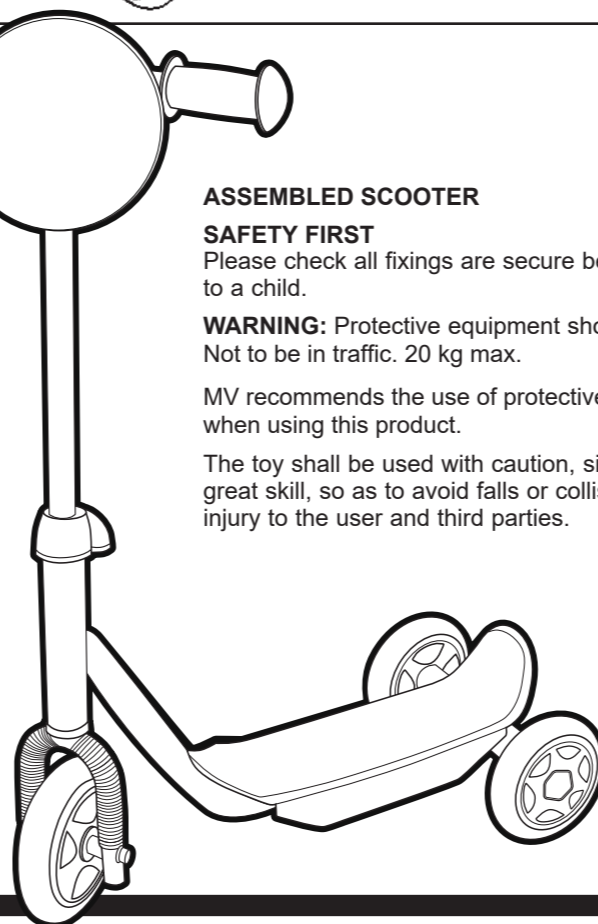 ASSEMBLED SCOOTER
SAFETY FIRST
Please check all fixings are secure
to a child.
WARNING: Protective equipment
Not to be in traffic. 20 kg max.
MV recommends the use of protective
when using this product.
The toy shall be used with caution,
great skill, so as to avoid falls or
injury to the user and third parties.